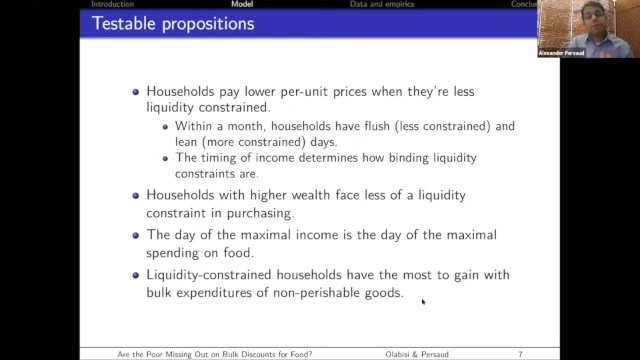 Introduction Model Data and empirics Conclu
Testable propositions
Alexander Persaud
Households pay lower per-unit prices when they're less
liquidity constrained.
Within a month, households have flush (less constrained) and
lean (more constrained) days.
The timing of income determines how binding liquidity
constraints are.
Households with higher wealth face less of a liquidity
constraint in purchasing.
The day of the maximal income is the day of the maximal
spending on food.
Liquidity-constrained households have the most to gain with
bulk expenditures of non-perishable goods.
Are the Poor Missing Out on Bulk Discounts for Food? Olabisi & Persaud 7